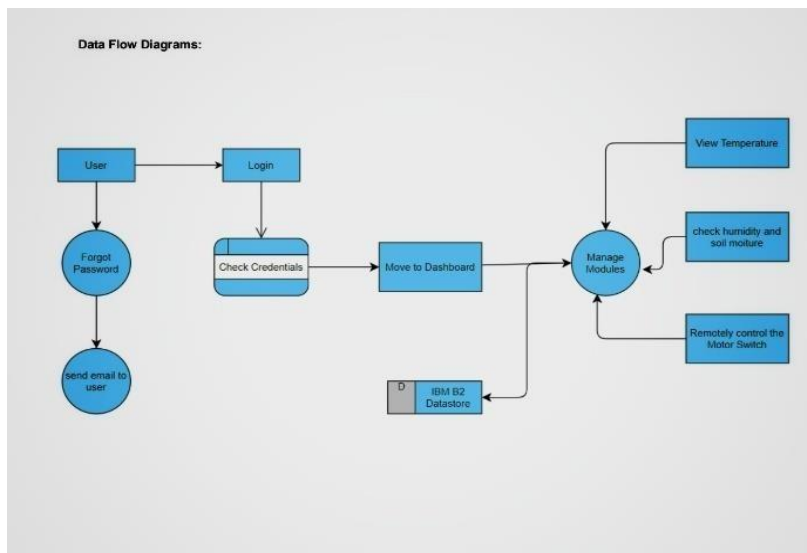 Data Flow Diagrams:
User
Login
View Temperature
Forgot
Password
Check Credentials
Move to Dashboard
Manage
Modules
check humidity and
soil moiture
Remotely control the
Motor Switch
send email to
user
D
IBM B2
Datastore